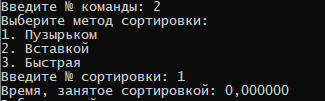 Введите № команды: 2
Выберите метод сортировки:
1. Пузырьком
2. Вставкой
3. Быстрая
Введите № сортировки: 1
Время, занятое сортировкой: 0,000000